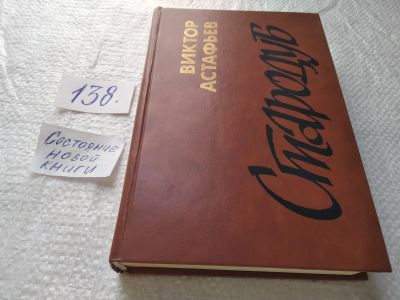 138.
Состояние
новой
книги
ВИКТОР
АСТАФЬЕВ
Стародуб